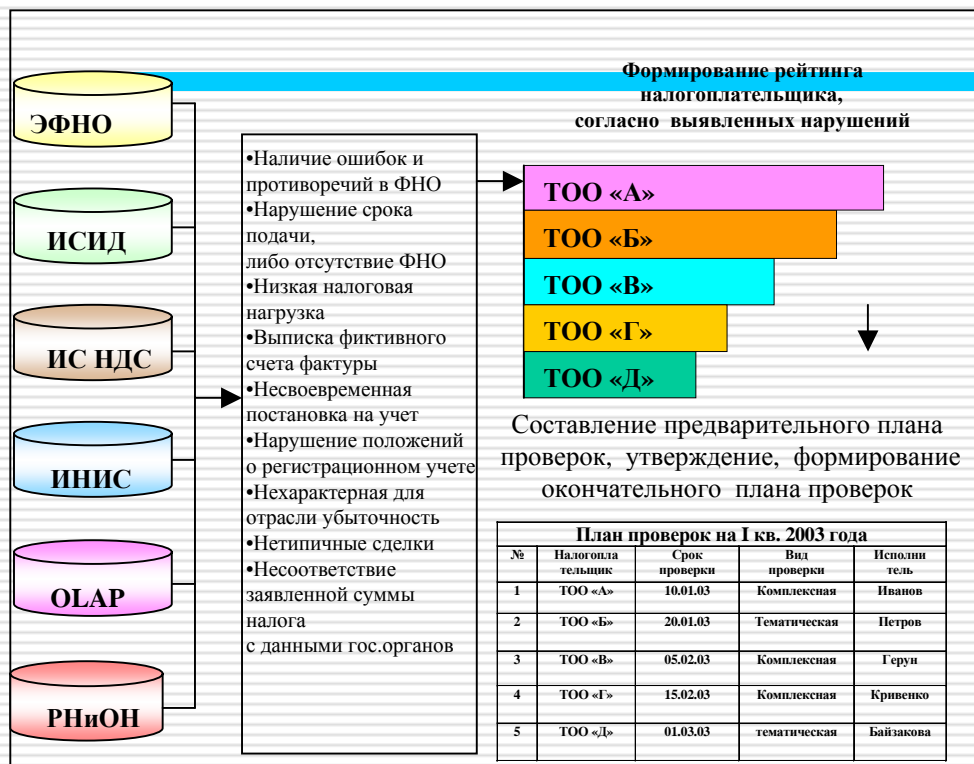 ЭФНО
ИСИД
ИС НДС
ИНИС
OLAP
РНиОН
•Наличие ошибок и
противоречий в ФНО
•Нарушение срока
подачи,
либо отсутствие ФНО
•Низкая налоговая
нагрузка
•Выписка фиктивного
счета фактуры
•Несвоевременная
постановка на учет
•Нарушение положений
о регистрационном учете
•Нехарактерная для
отрасли убыточность
•Нетипичные сделки
•Несоответствие
заявленной суммы
налога
с данными гос.органов
Формирование рейтинга
налогоплательщика,
согласно выявленных нарушений
ТОО «А»
ТОО «Б»
ТОО «В»
ТОО «Г»
ТОО «Д»
Составление предварительного плана
проверок, утверждение, формирование
окончательного плана проверок
План проверок на I кв. 2003 года
№ Налогопла Срок Вид Исполни
тельщик проверки проверки тель
1 ТОО «А» 10.01.03 Комплексная Иванов
2 ТОО «Б» 20.01.03 Тематическая Петров
3 ТОО «В» 05.02.03 Комплексная Герун
4 ТОО «Г» 15.02.03 Комплексная Кривенко
5 ТОО «Д» 01.03.03 тематическая Байзакова